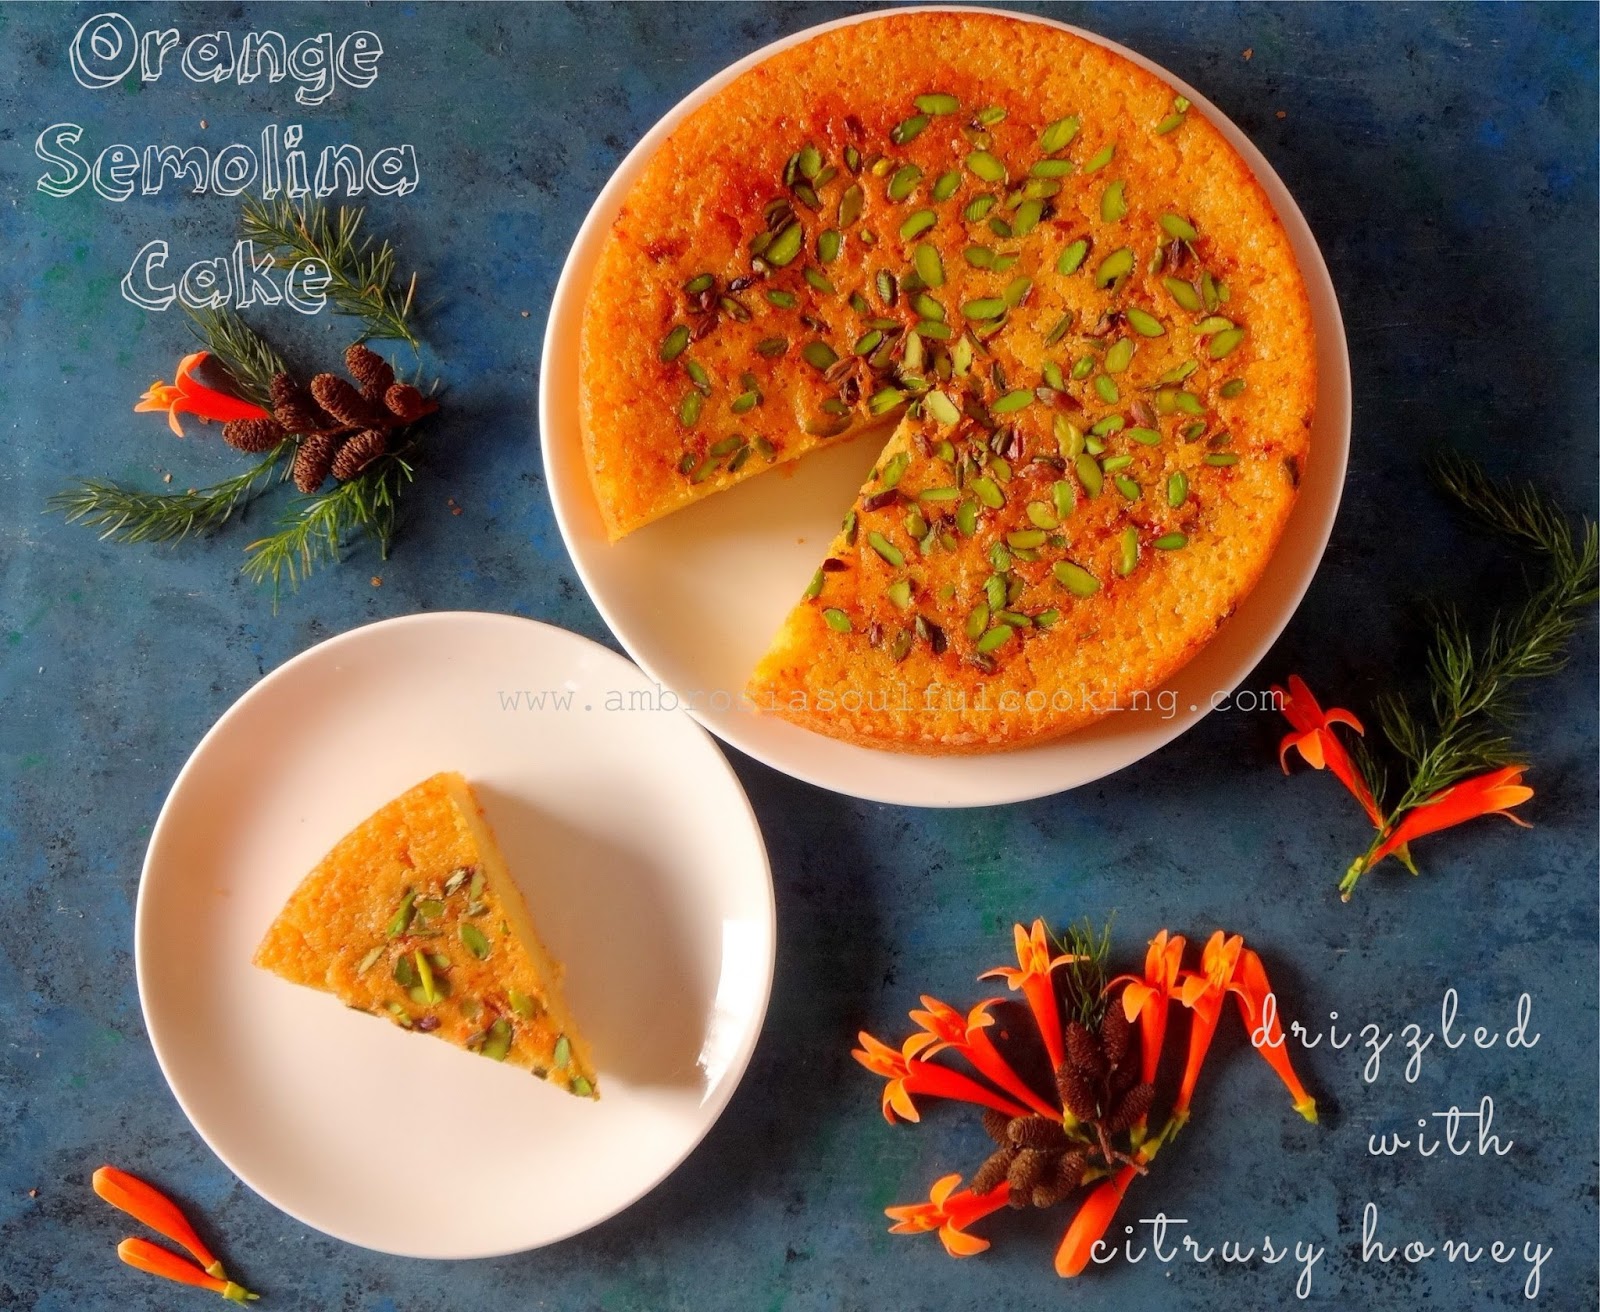 Orange
Semolina
Cake
www.ambrosiasoulfulcooking.com
drizzled
with
citrusy honey